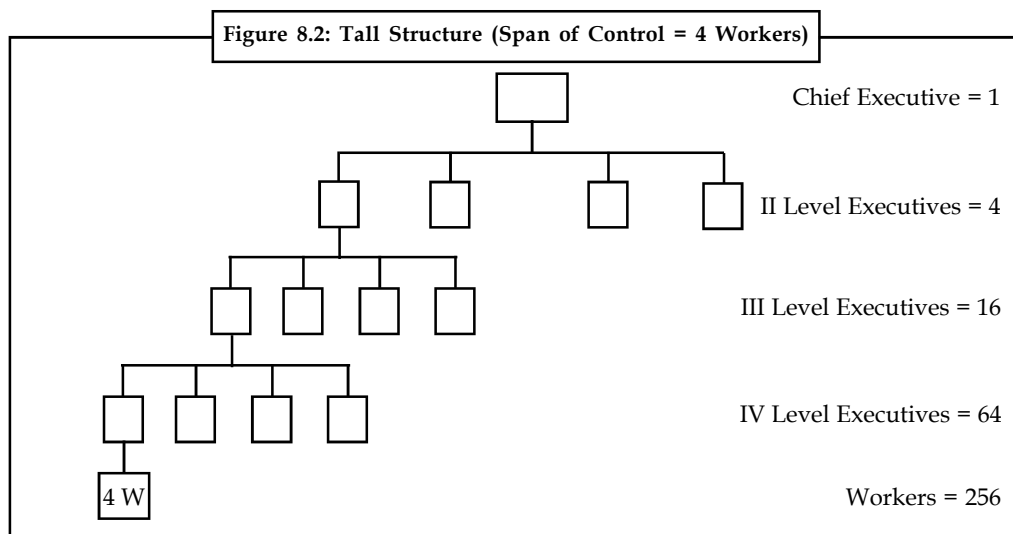 Figure 8.2: Tall Structure (Span of Control = 4 Workers)
Chief Executive = 1
II Level Executives = 4
III Level Executives = 16
IV Level Executives = 64
4 W
Workers = 256